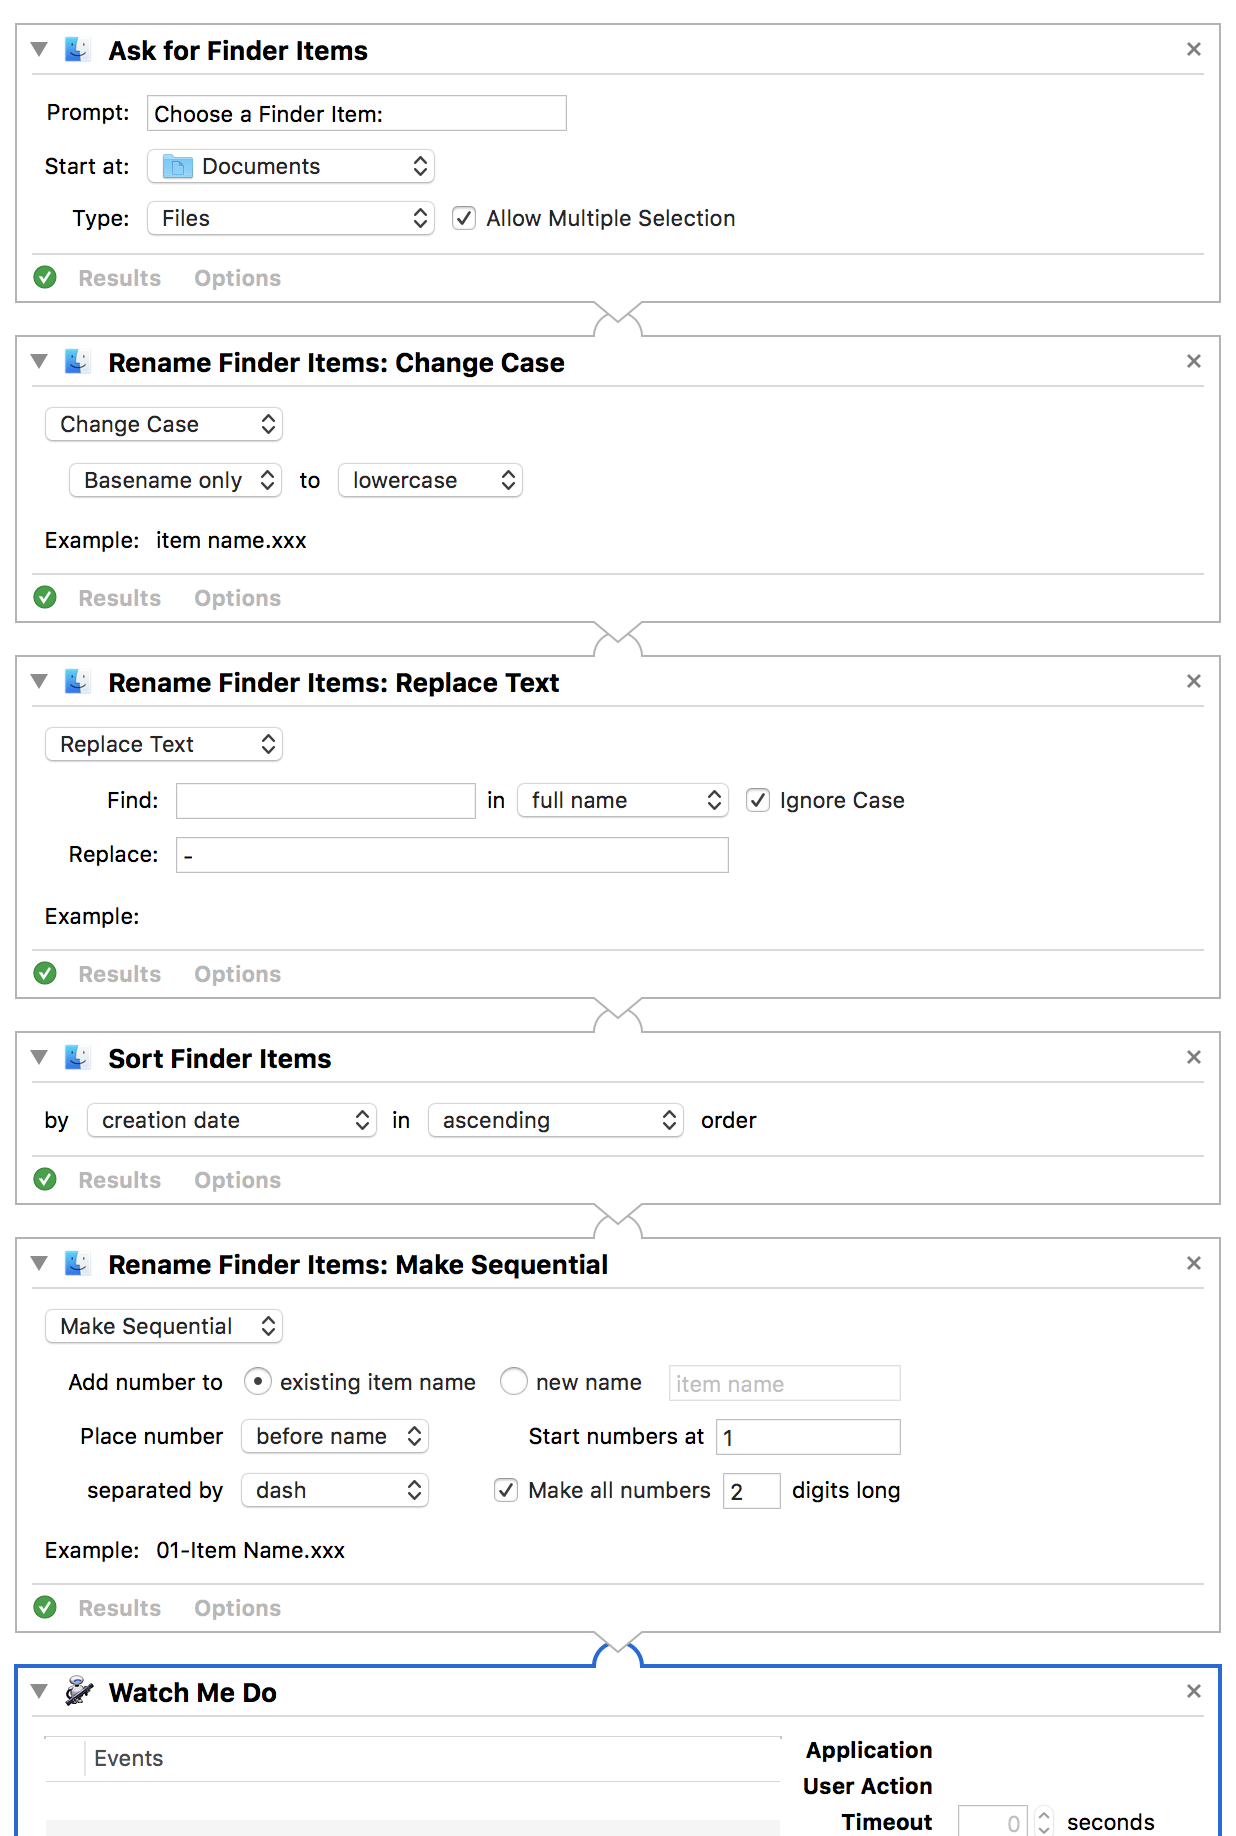 Ask for Finder Items
Prompt: Choose a Finder Item:
Start at: Documents
Type: Files Allow Multiple Selection
Results Options
Rename Finder Items: Change Case
Change Case
Basename only to lowercase
Example: item name.xxx
Results Options
Rename Finder Items: Replace Text
Replace Text
Find: in full name Ignore Case
Replace: -
Example:
Results Options
Sort Finder Items
by creation date in ascending order
Results Options
Rename Finder Items: Make Sequential
Make Sequential
Add number to existing item name new name item name
Place number before name Start numbers at 1
separated by dash Make all numbers 2 digits long
Example: 01-Item Name.xxx
Results Options
Watch Me Do
Events Application
User Action
Timeout 0 seconds